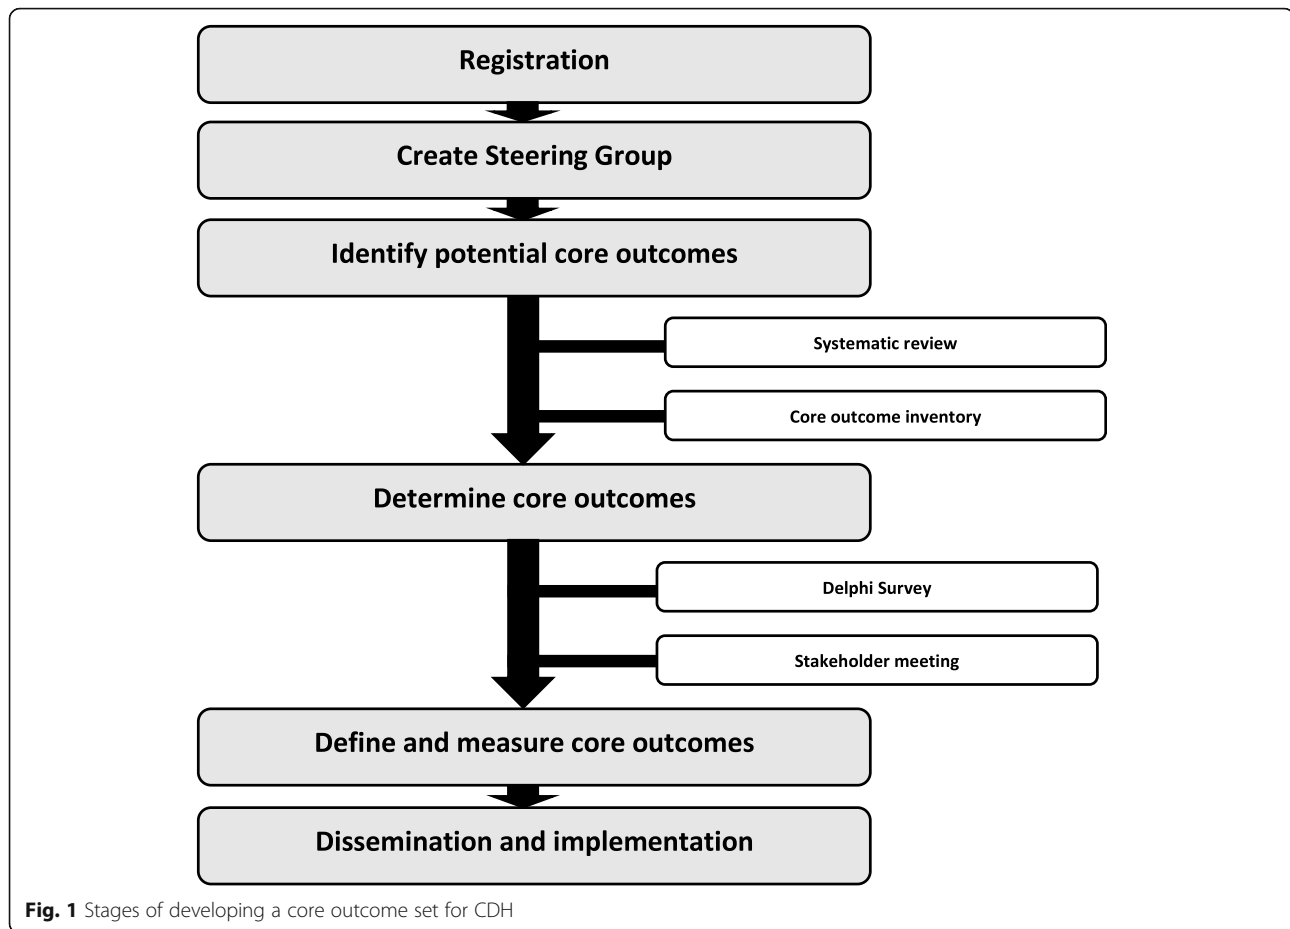 Registration
Create Steering Group
Identify potential core outcomes
Systematic review
Core outcome inventory
Determine core outcomes
Delphi Survey
Stakeholder meeting
Define and measure core outcomes
Dissemination and implementation
Fig. 1 Stages of developing a core outcome set for CDH